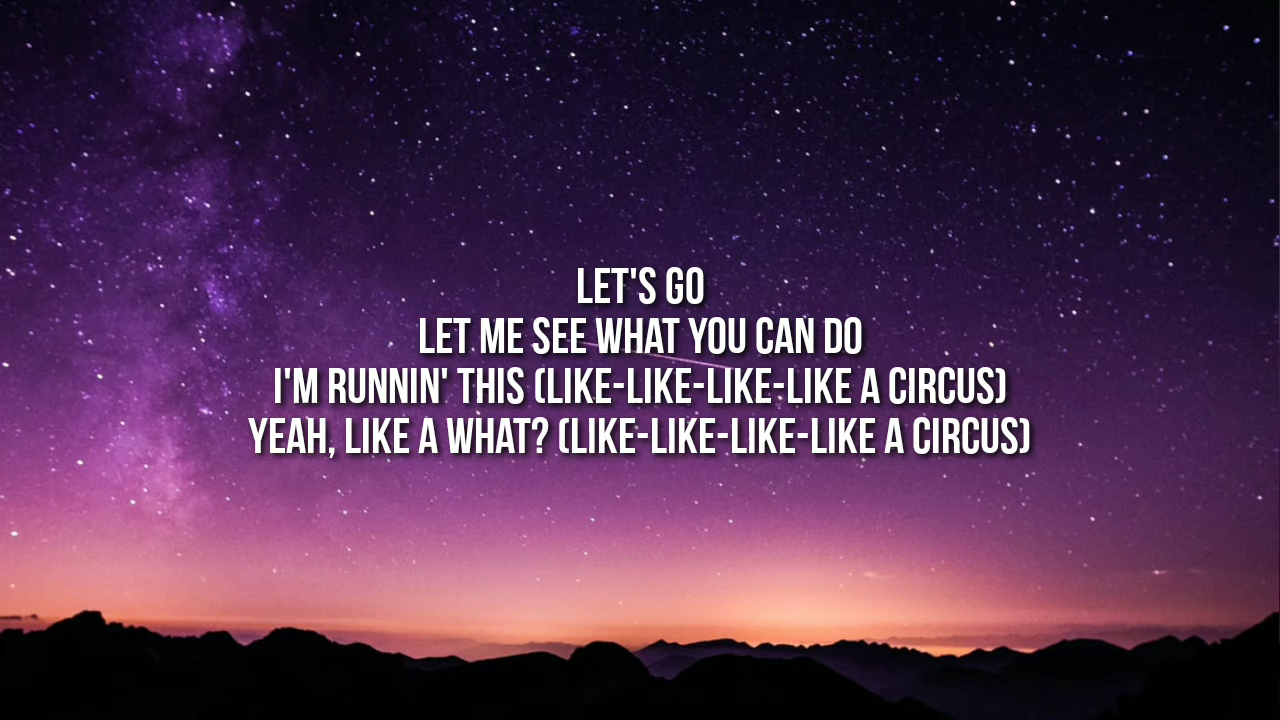 LET'S GO
LET ME SEE WHAT YOU CAN DO
I'M RUNNIN' THIS (LIKE-LIKE-LIKE-LIKE A CIRCUS)
YEAH, LIKE A WHAT? (LIKE-LIKE-LIKE-LIKE A CIRCUS)